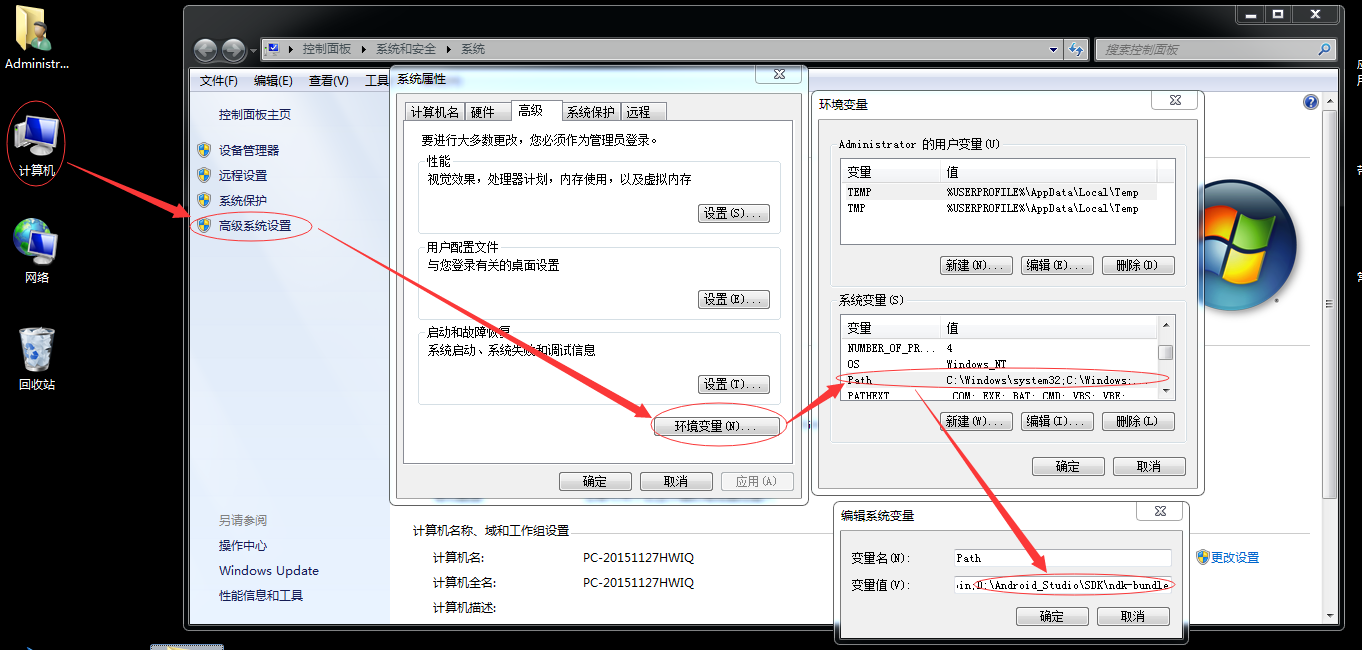 Administr...
计算机
网络
回收站
控制面板
系统和安全
系统
搜索控制面板
文件(F)
编辑(E)
查看(V)
工具
控制面板主页
设备管理器
远程设置
系统保护
高级系统设置
另请参阅
操作中心
Windows Update
性能信息和工具
系统属性
计算机名
硬件
高级
系统保护
远程
要进行大多数更改，您必须作为管理员登录。
性能
视觉效果，处理器计划，内存使用，以及虚拟内存
设置(S)...
用户配置文件
与您登录有关的桌面设置
设置(E)...
启动和故障恢复
系统启动、系统失败和调试信息
设置(T)...
环境变量(N)...
确定
取消
应用(A)
计算机名称、域和工作组设置
计算机名:
PC-20151127HWIQ
计算机全名:
PC-20151127HWIQ
计算机描述:
更改设置
环境变量
Administrator 的用户变量(U)
变量
值
TEMP
%USERPROFILE%\AppData\Local\Temp
TMP
%USERPROFILE%\AppData\Local\Temp
新建(N)...
编辑(E)...
删除(D)
系统变量(S)
变量
值
NUMBER_OF_PR...
4
OS
Windows_NT
Path
C:\Windows\system32;C:\Windows;...
PATHEXT
.COM;.EXE;.BAT;.CMD;.VBS;.VBE;
新建(W)...
编辑(I)...
删除(L)
确定
取消
编辑系统变量
变量名(N):
Path
变量值(V):
in;D:\Android_Studio\SDK\ndk-bundle
确定
取消